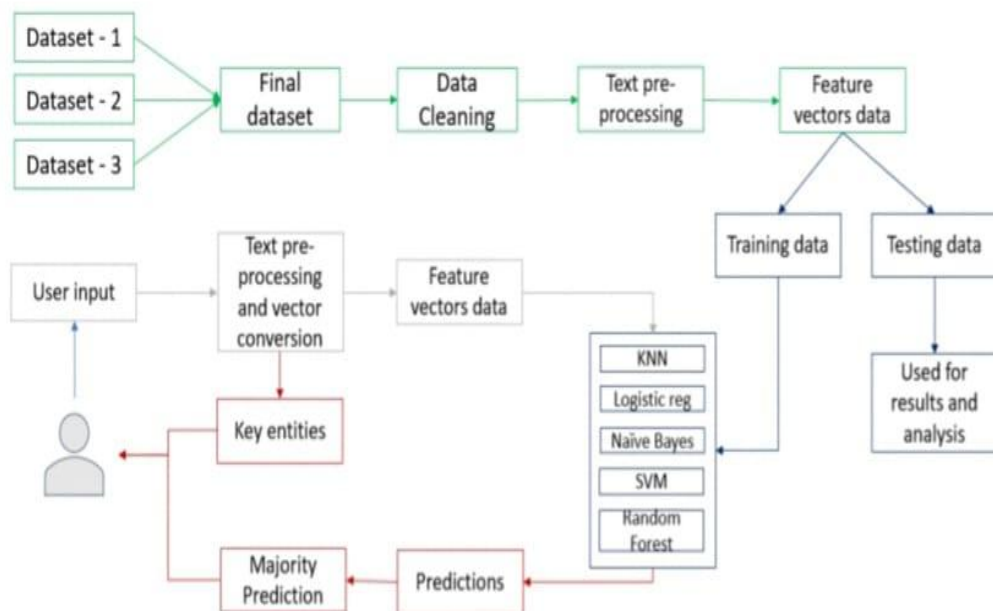 Dataset - 1
Dataset - 2
Dataset - 3
Final
dataset
Data
Cleaning
Text pre-
processing
Feature
vectors data
Training data
Testing data
Used for
results and
analysis
User input
Text pre-
processing
and vector
conversion
Feature
vectors data
KNN
Logistic reg
Naïve Bayes
SVM
Random
Forest
Key entities
Majority
Prediction
Predictions